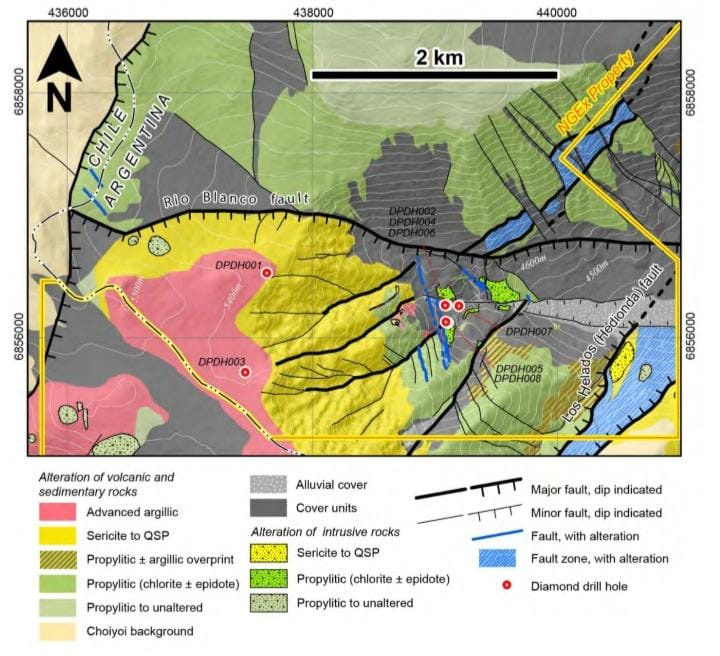 436000
438000
440000
2 km
NGEx Property
6858000
6858000
N
CHILE
ARGENTINA
Rio Blanco fault
DPDH002
DPDH004
DPDH006
4600m
4500m
DPDH001
5500m
5400m
Los Helados (Hedionda) fault
6856000
6856000
DPDH007
DPDH003
DPDH005
DPDH008
Alteration of volcanic and
sedimentary rocks
Advanced argillic
Sericite to QSP
Propylitic ± argillic overprint
Propylitic (chlorite ± epidote)
Propylitic to unaltered
Choiyoi background
Alluvial cover
Cover units
Alteration of intrusive rocks
Sericite to QSP
Propylitic (chlorite ± epidote)
Propylitic to unaltered
Major fault, dip indicated
Minor fault, dip indicated
Fault, with alteration
Fault zone, with alteration
Diamond drill hole